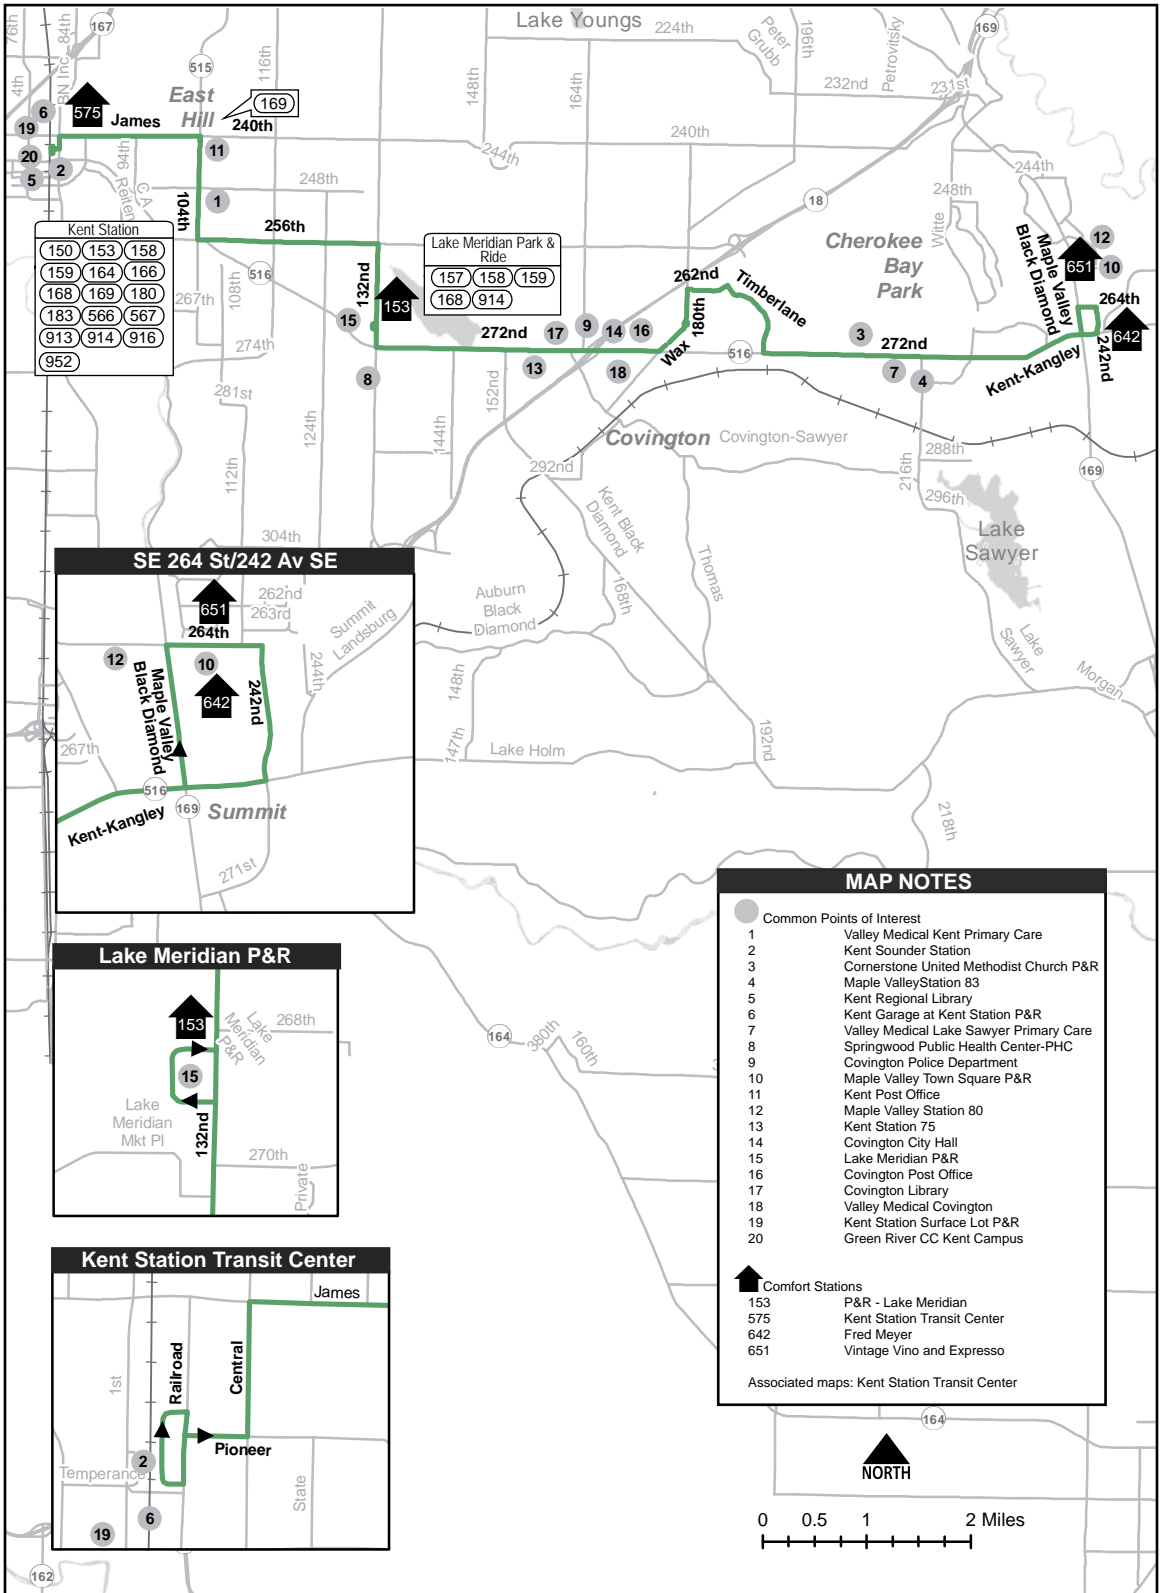 Lake Youngs
167
76th
84th
BN Inc.
4th
116th
515
148th
164th
224th
Peter
Grubb
196th
Petrovitsky
169
232nd
231st
East
Hill
169
575
James
240th
240th
244th
244th
6
19
20
2
5
11
94th
Reiten
C.A.
248th
1
104th
256th
18
248th
Witte
Cherokee
Bay
Park
Maple Valley
Black Diamond
12
651
10
264th
642
242nd
Kent Station
150 153 158
159 164 166
168 169 180
183 566 567
913 914 916
952
516
267th
108th
274th
281st
112th
124th
304th
132nd
153
15
8
Lake Meridian Park &
Ride
157 158 159
168 914
262nd
Timberlane
180th
Wax
516
272nd
17
9
14
16
13
18
3
272nd
7
4
Kent-Kangley
144th
152nd
Covington
Covington-Sawyer
292nd
Kent Black
Diamond
168th
Thomas
216th
288th
296th
169
Lake
Sawyer
Lake
Sawyer
Morgan
Auburn
Black
Diamond
148th
147th
Lake Holm
192nd
218th
SE 264 St/242 Av SE
651
262nd
263rd
264th
Summit
Landsburg
12
10
642
Maple Valley
Black Diamond
242nd
244th
267th
516
169
Summit
Kent-Kangley
271st
Lake Meridian P&R
153
Lake
Meridian
P&R
268th
15
Lake
Meridian
Mkt Pl
132nd
270th
Private
164
380th
160th
Kent Station Transit Center
James
1st
Railroad
Central
Pioneer
2
Temperance
State
6
19
162
MAP NOTES
Common Points of Interest
1 Valley Medical Kent Primary Care
2 Kent Sounder Station
3 Cornerstone United Methodist Church P&R
4 Maple ValleyStation 83
5 Kent Regional Library
6 Kent Garage at Kent Station P&R
7 Valley Medical Lake Sawyer Primary Care
8 Springwood Public Health Center-PHC
9 Covington Police Department
10 Maple Valley Town Square P&R
11 Kent Post Office
12 Maple Valley Station 80
13 Kent Station 75
14 Covington City Hall
15 Lake Meridian P&R
16 Covington Post Office
17 Covington Library
18 Valley Medical Covington
19 Kent Station Surface Lot P&R
20 Green River CC Kent Campus
Comfort Stations
153 P&R - Lake Meridian
575 Kent Station Transit Center
642 Fred Meyer
651 Vintage Vino and Expresso
Associated maps: Kent Station Transit Center
164
NORTH
0 0.5 1 2 Miles